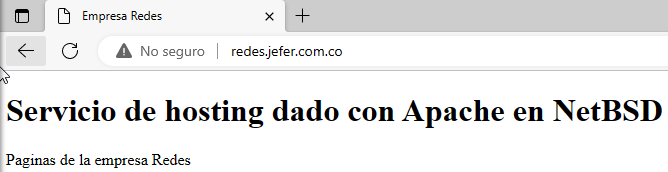 Empresa Redes
No seguro
redes.jefer.com.co
Servicio de hosting dado con Apache en NetBSD
Paginas de la empresa Redes